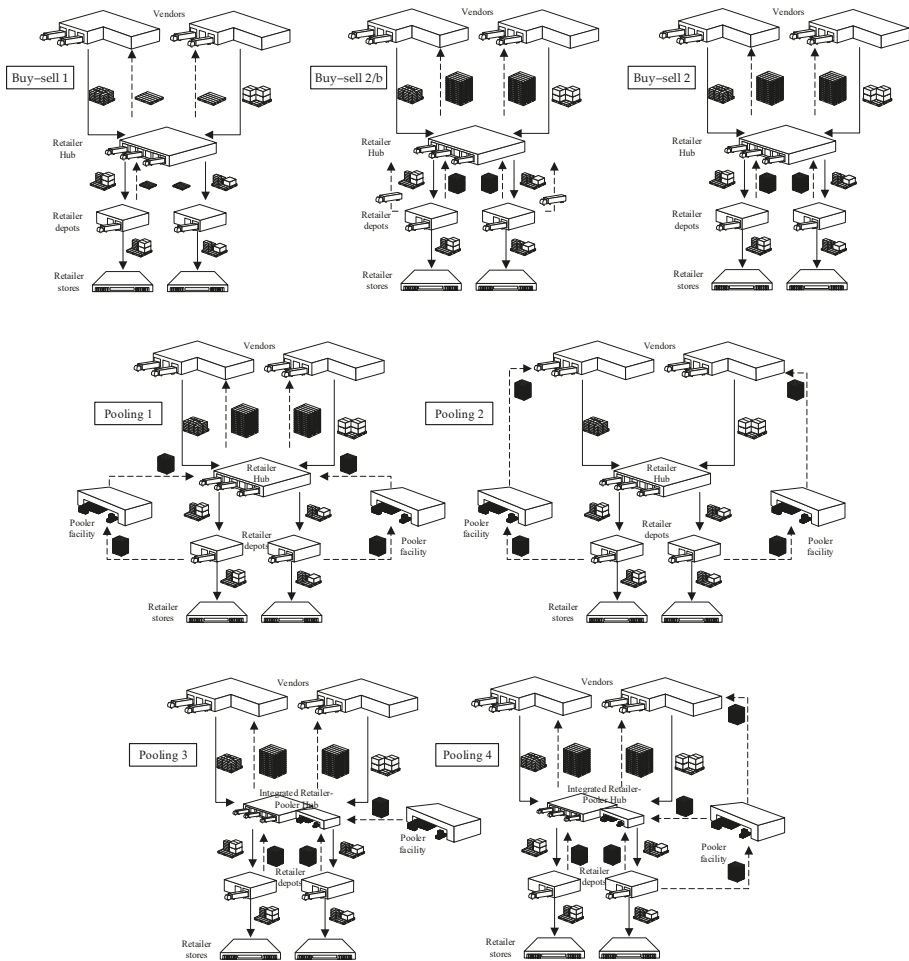 Vendors
Buy–sell 1
Retailer
Hub
Retailer
depots
Retailer
stores
Vendors
Buy–sell 2/b
Retailer
Hub
Retailer
depots
Retailer
stores
Vendors
Buy–sell 2
Retailer
Hub
Retailer
depots
Retailer
stores
Vendors
Pooling 1
Retailer
Hub
Pooler
facility
Retailer
depots
Pooler
facility
Retailer
stores
Vendors
Pooling 2
Retailer
Hub
Pooler
facility
Retailer
depots
Pooler
facility
Retailer
stores
Vendors
Pooling 3
Integrated Retailer-
Pooler Hub
Pooler
facility
Retailer
depots
Retailer
stores
Vendors
Pooling 4
Integrated Retailer-
Pooler Hub
Pooler
facility
Retailer
depots
Retailer
stores